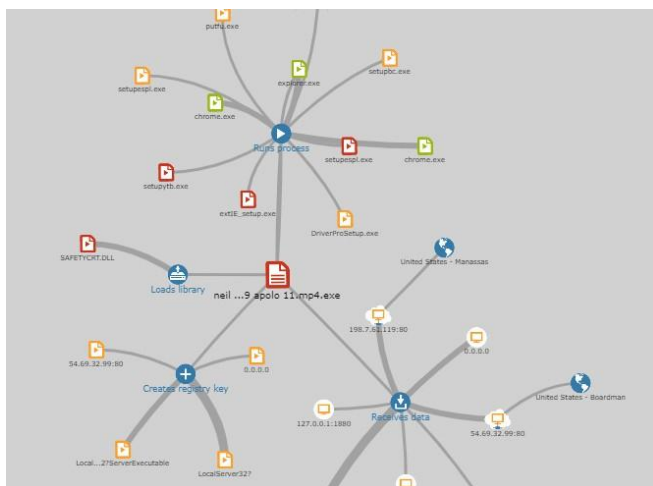 putfu.exe
explorer.exe
setupbc.exe
setupespl.exe
chrome.exe
Runs process
setupespl.exe
chrome.exe
setupytb.exe
extIE_setup.exe
DriverProSetup.exe
SAFETYCKT.DLL
Loads library
neil ...9 apolo 11.mp4.exe
United States - Manassas
198.7.61.119:80
54.69.32.99:80
0.0.0.0
0.0.0.0
Creates registry key
United States - Boardman
127.0.0.1:1880
Receives data
54.69.32.99:80
Local...2?ServerExecutable
LocalServer32?